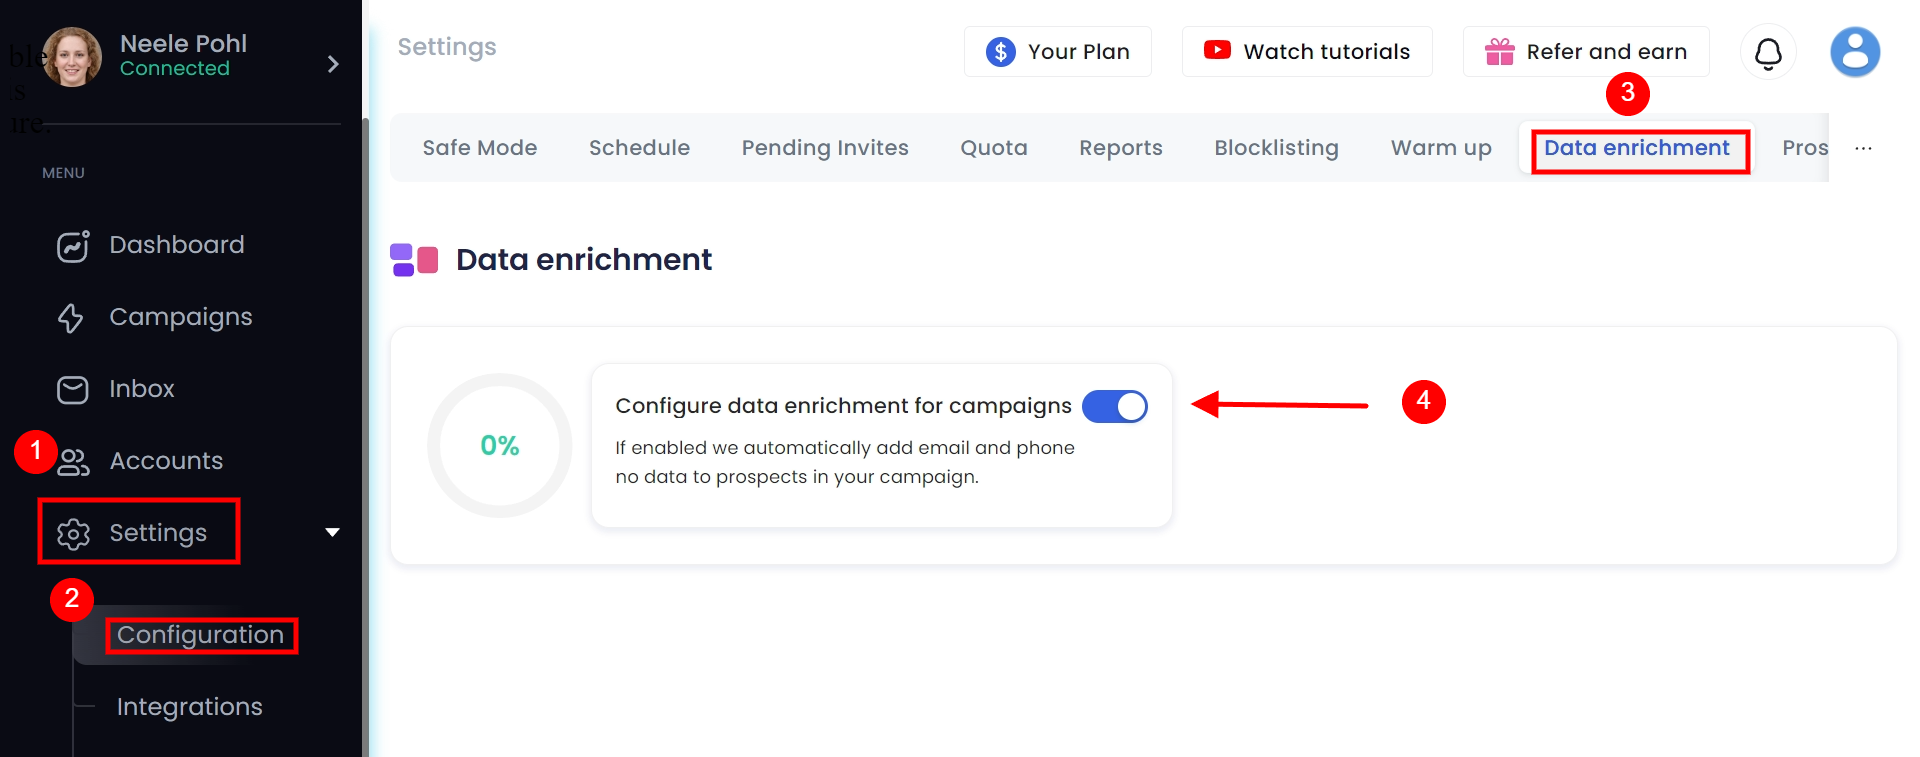 Neele Pohl
Connected
MENU
Dashboard
Campaigns
Inbox
1
Accounts
Settings
2
Configuration
Integrations
Settings
$ Your Plan
Watch tutorials
Refer and earn
3
Safe Mode
Schedule
Pending Invites
Quota
Reports
Blocklisting
Warm up
Data enrichment
Pros
...
Data enrichment
0%
Configure data enrichment for campaigns
4
If enabled we automatically add email and phone
no data to prospects in your campaign.